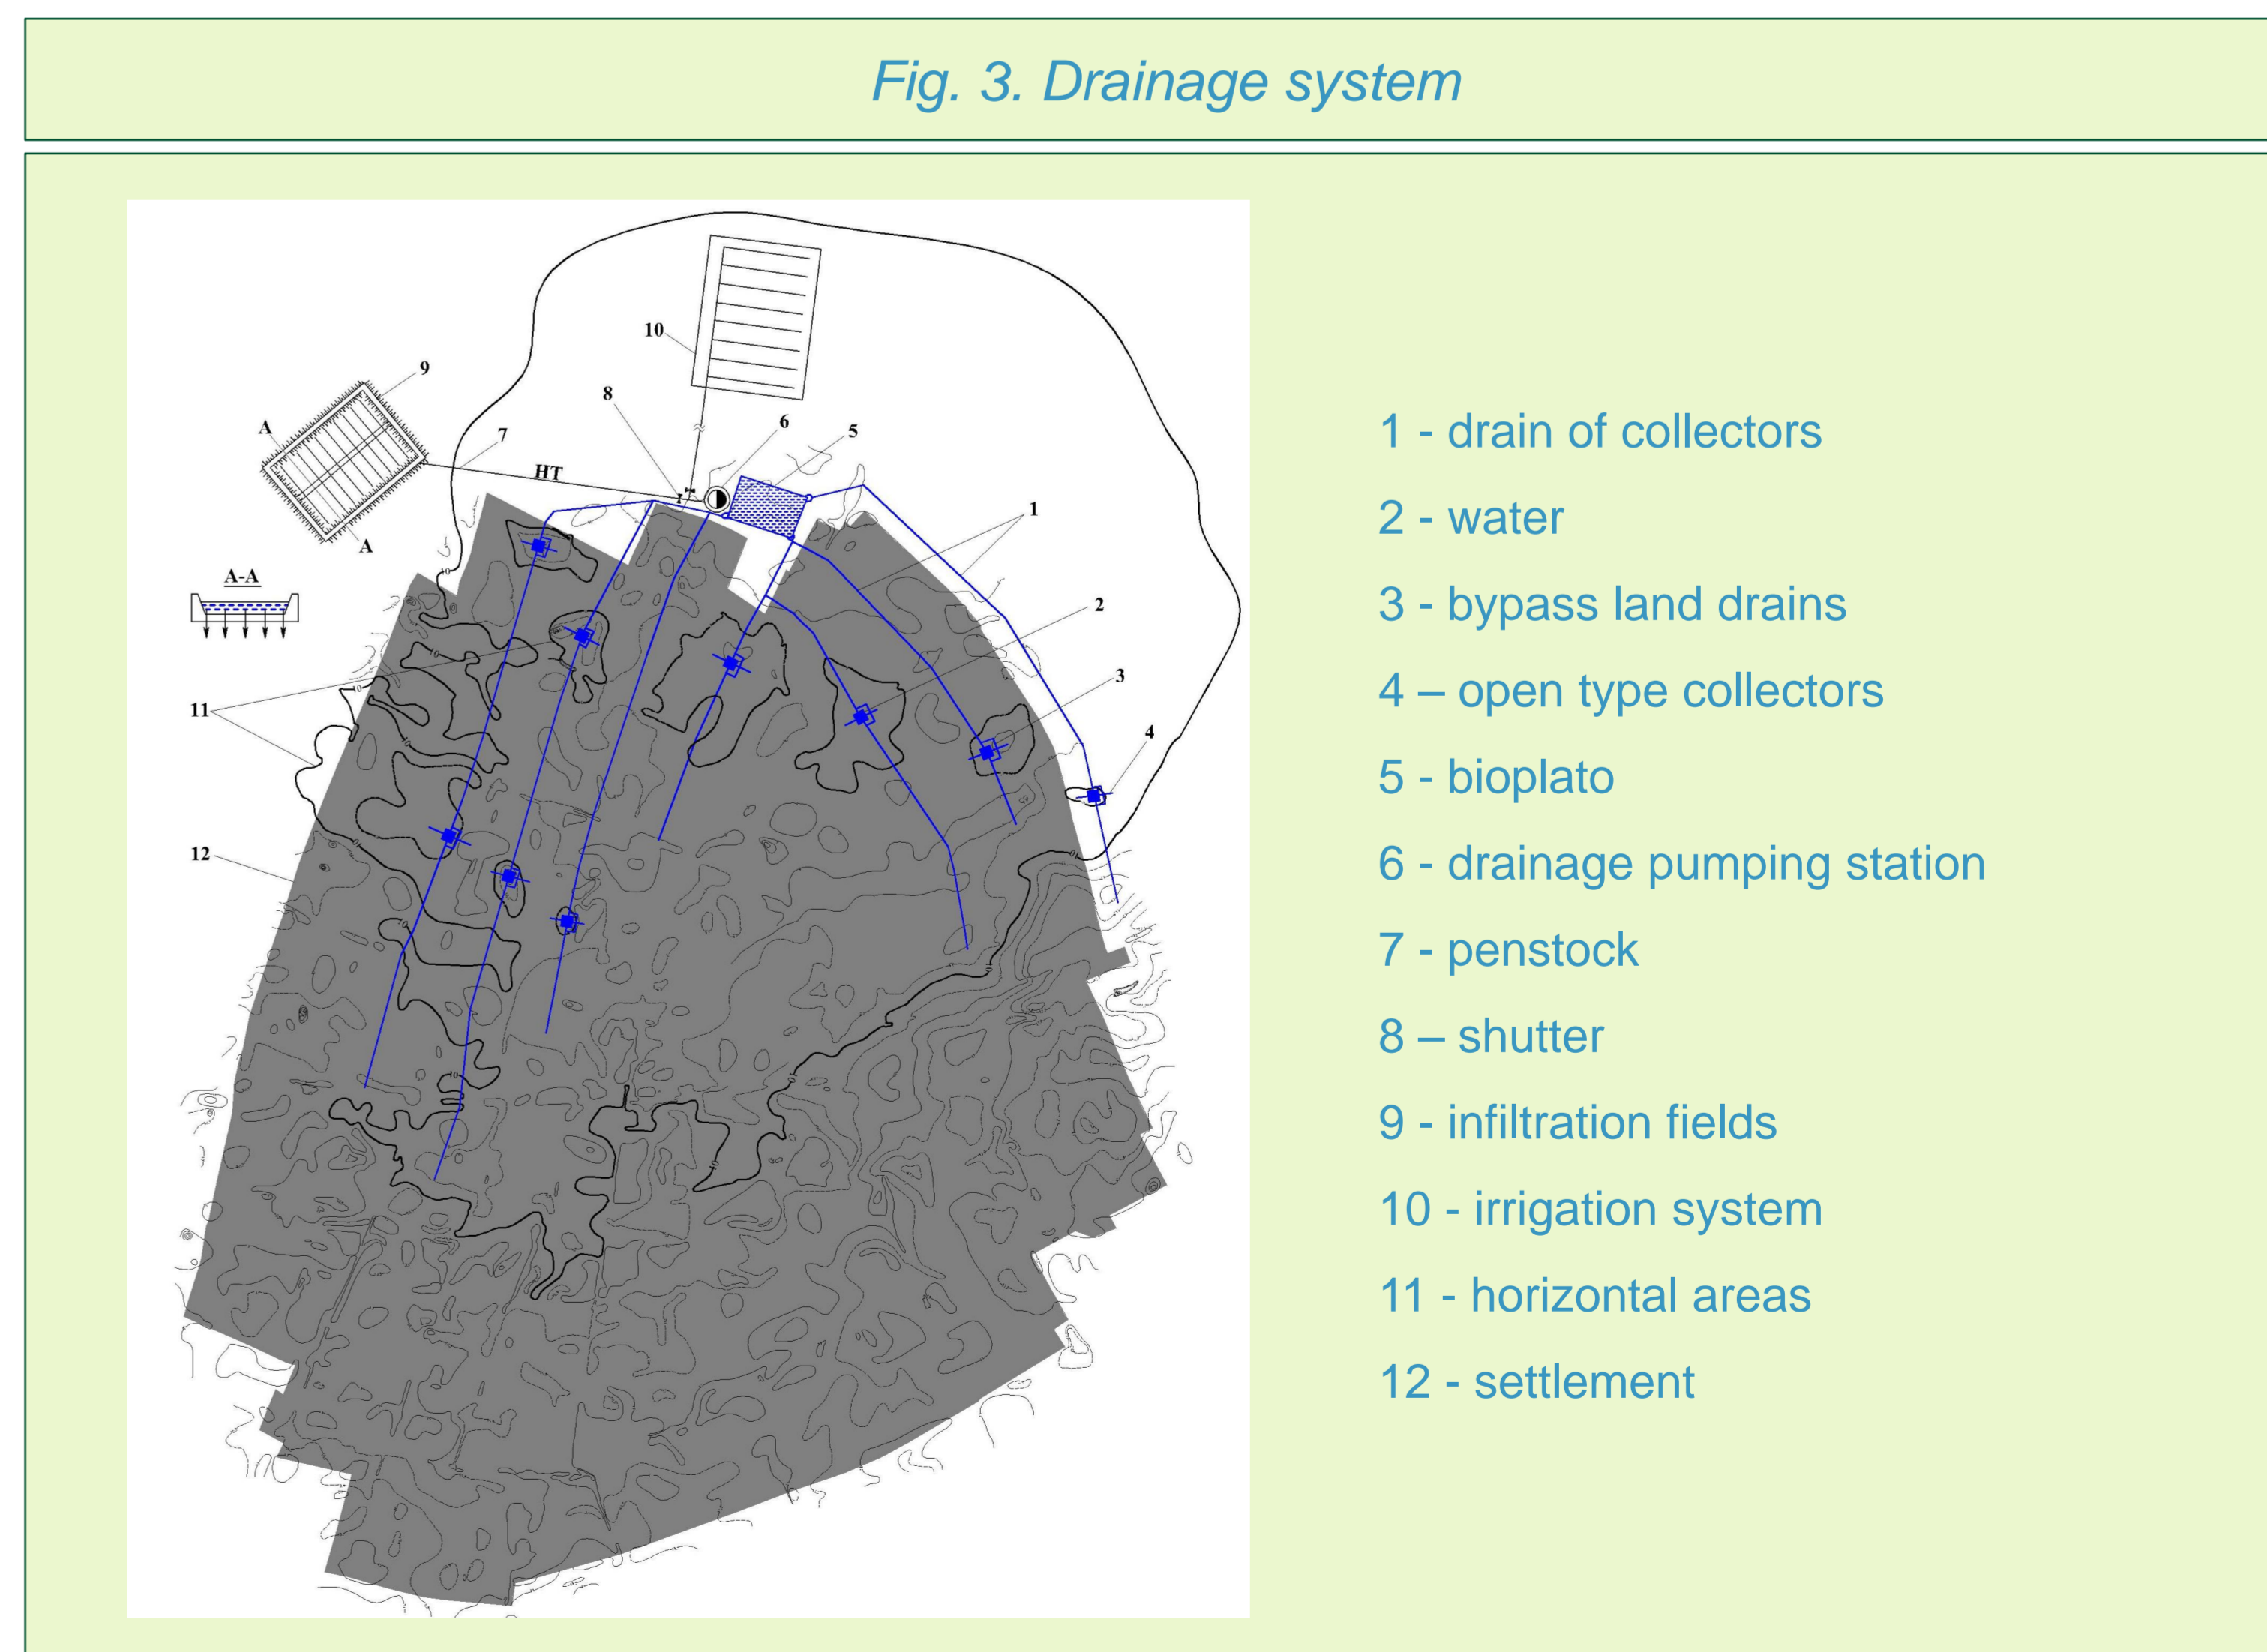 Fig. 3. Drainage system
10
9
8
7
6
5
A
HT
1
A
A-A
2
3
11
4
12
1 - drain of collectors
2 - water
3 - bypass land drains
4 – open type collectors
5 - bioplato
6 - drainage pumping station
7 - penstock
8 – shutter
9 - infiltration fields
10 - irrigation system
11 - horizontal areas
12 - settlement